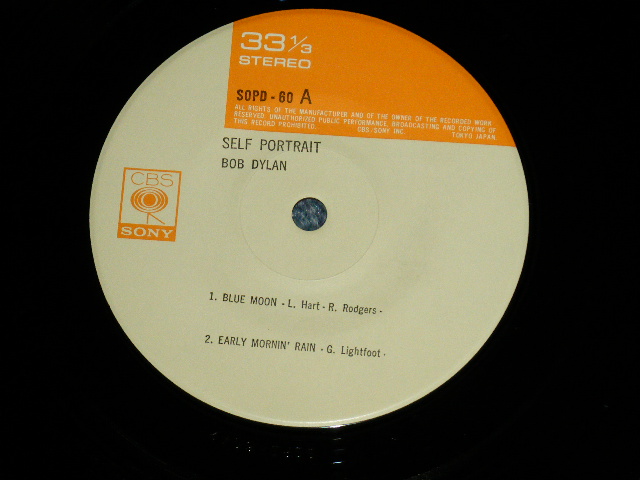 33 1/3
STEREO
SOPD-60 A
ALL RIGHTS OF THE MANUFACTURER AND OF THE OWNER OF THE RECORDED WORK
RESERVED. UNAUTHORIZED PUBLIC PERFORMANCE, BROADCASTING AND COPYING OF
THIS RECORD PROHIBITED. CBS/SONY INC. TOKYO JAPAN
SELF PORTRAIT
BOB DYLAN
CBS
SONY
1. BLUE MOON - L. Hart - R. Rodgers -
2. EARLY MORNIN' RAIN - G. Lightfoot -